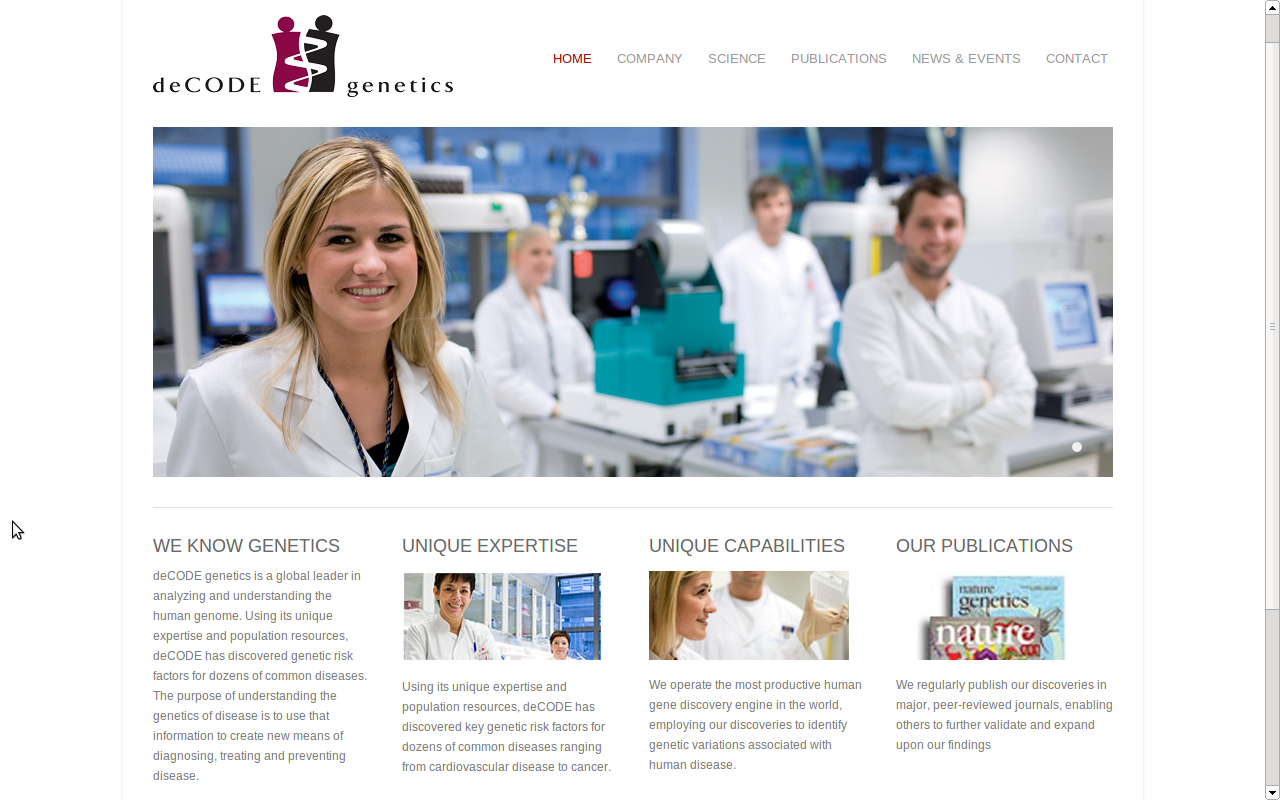 deCODE genetics
HOME COMPANY SCIENCE PUBLICATIONS NEWS & EVENTS CONTACT
WE KNOW GENETICS
deCODE genetics is a global leader in
analyzing and understanding the
human genome. Using its unique
expertise and population resources,
deCODE has discovered genetic risk
factors for dozens of common diseases.
The purpose of understanding the
genetics of disease is to use that
information to create new means of
diagnosing, treating and preventing
disease.
UNIQUE EXPERTISE
Using its unique expertise and
population resources, deCODE has
discovered key genetic risk factors for
dozens of common diseases ranging
from cardiovascular disease to cancer.
UNIQUE CAPABILITIES
We operate the most productive human
gene discovery engine in the world,
employing our discoveries to identify
genetic variations associated with
human disease.
OUR PUBLICATIONS
nature
genetics
nature
We regularly publish our discoveries in
major, peer-reviewed journals, enabling
others to further validate and expand
upon our findings